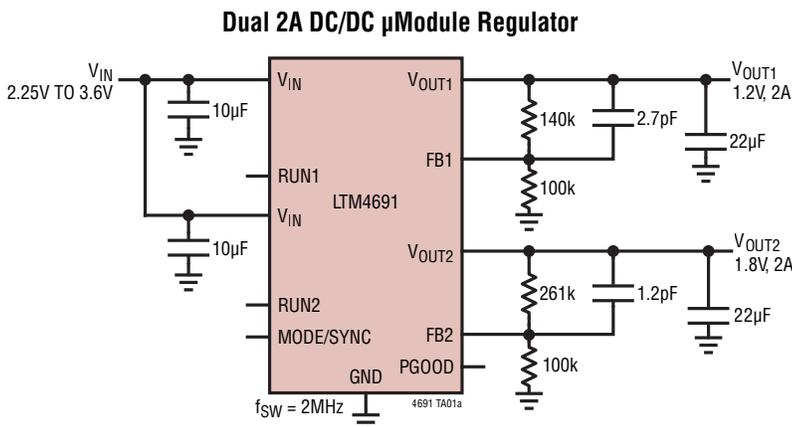 Dual 2A DC/DC µModule Regulator
VIN
2.25V TO 3.6V
10µF
VIN
RUN1
VIN
10µF
RUN2
MODE/SYNC
GND
fSW = 2MHz
LTM4691
VOUT1
FB1
VOUT2
FB2
PGOOD
4691 TA01a
140k
2.7pF
100k
22µF
VOUT1
1.2V, 2A
261k
1.2pF
100k
22µF
VOUT2
1.8V, 2A